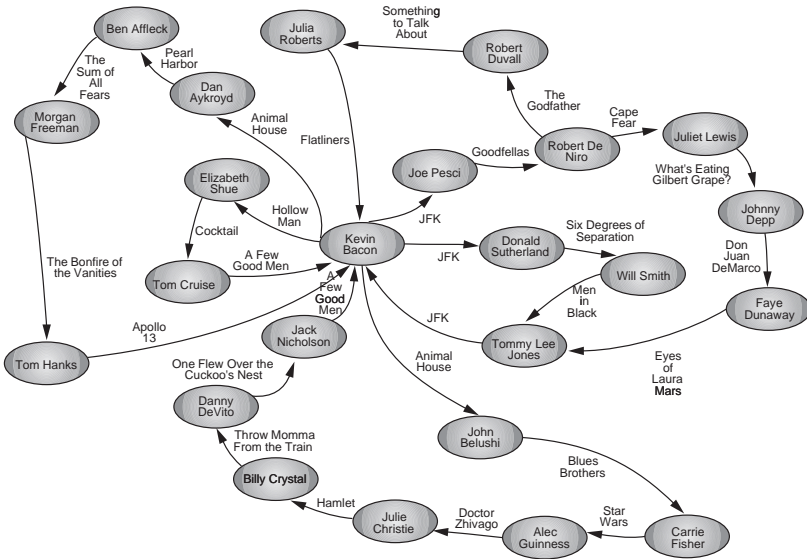 Something
to Talk
About
Ben Affleck
Julia
Roberts
Robert
Duvall
Pearl
Harbor
The
Sum of
All
Fears
Dan
Aykroyd
The
Godfather
Cape
Fear
Morgan
Freeman
Animal
House
Flatliners
Juliet Lewis
Goodfellas
Robert De
Niro
Joe Pesci
What's Eating
Gilbert Grape?
Elizabeth
Shue
Hollow
Man
JFK
Johnny
Depp
Six Degrees of
Separation
Cocktail
Kevin
Bacon
JFK
Donald
Sutherland
Don
Juan
DeMarco
The Bonfire of
the Vanities
A Few
Good Men
Tom Cruise
Will Smith
A
Few
Good
Men
Men
in
Black
Faye
Dunaway
Apollo
13
JFK
Jack
Nicholson
Tommy Lee
Jones
Tom Hanks
Animal
House
Eyes
of
Laura
Mars
One Flew Over the
Cuckoo's Nest
Danny
DeVito
John
Belushi
Throw Momma
From the Train
Blues
Brothers
Billy Crystal
Hamlet
Julie
Christie
Doctor
Zhivago
Alec
Guinness
Star
Wars
Carrie
Fisher